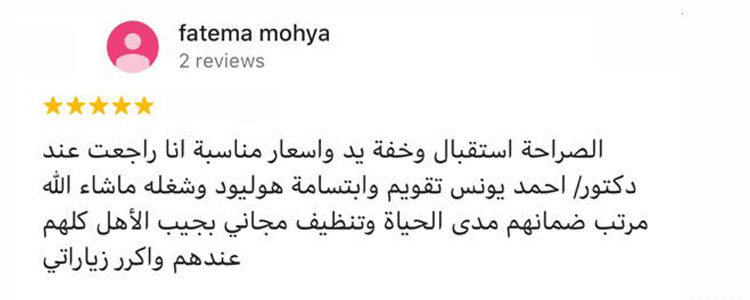 fatema mohya
2 reviews
الصراحة استقبال وخفة يد واسعار مناسبة انا راجعت عند
دكتور/ احمد يونس تقويم وابتسامة هوليود وشغله ماشاء الله
مرتب ضمانهم مدى الحياة وتنظيف مجاني بجيب الأهل كلهم
عندهم واكرر زياراتي